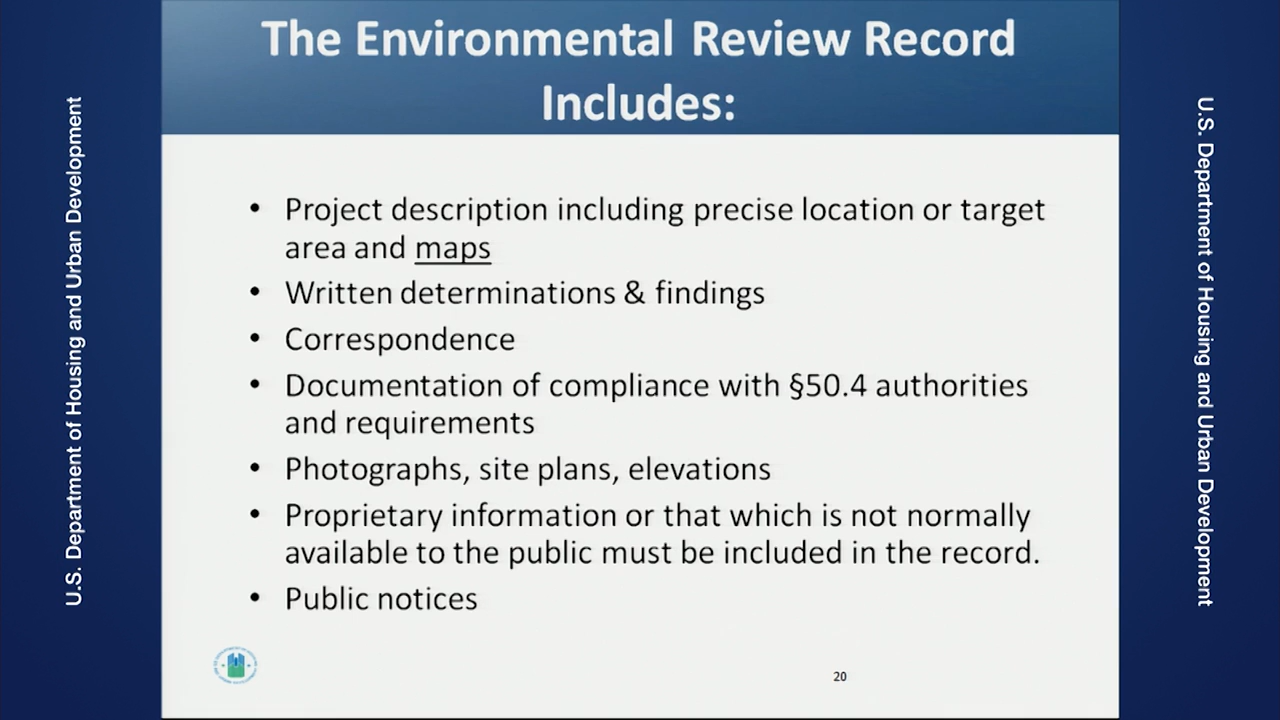 The Environmental Review Record
Includes:
U.S. Department of Housing and Urban Development
• Project description including precise location or target
area and maps
• Written determinations & findings
• Correspondence
• Documentation of compliance with §50.4 authorities
and requirements
• Photographs, site plans, elevations
• Proprietary information or that which is not normally
available to the public must be included in the record.
• Public notices
20
U.S. Department of Housing and Urban Development